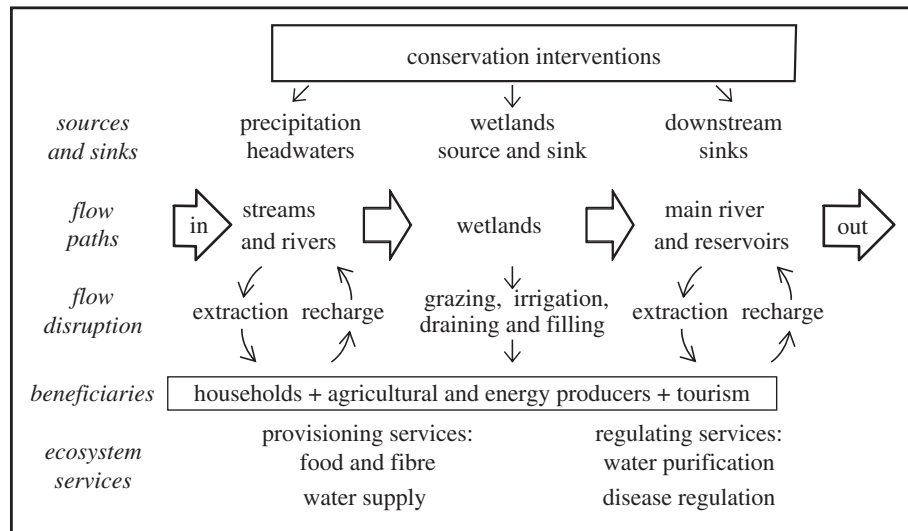 conservation interventions
sources
and sinks
precipitation
headwaters
wetlands
source and sink
downstream
sinks
flow
paths
in
streams
and rivers
wetlands
main river
and reservoirs
out
flow
disruption
extraction
recharge
grazing, irrigation,
draining and filling
extraction
recharge
beneficiaries
households + agricultural and energy producers + tourism
ecosystem
services
provisioning services:
food and fibre
water supply
regulating services:
water purification
disease regulation